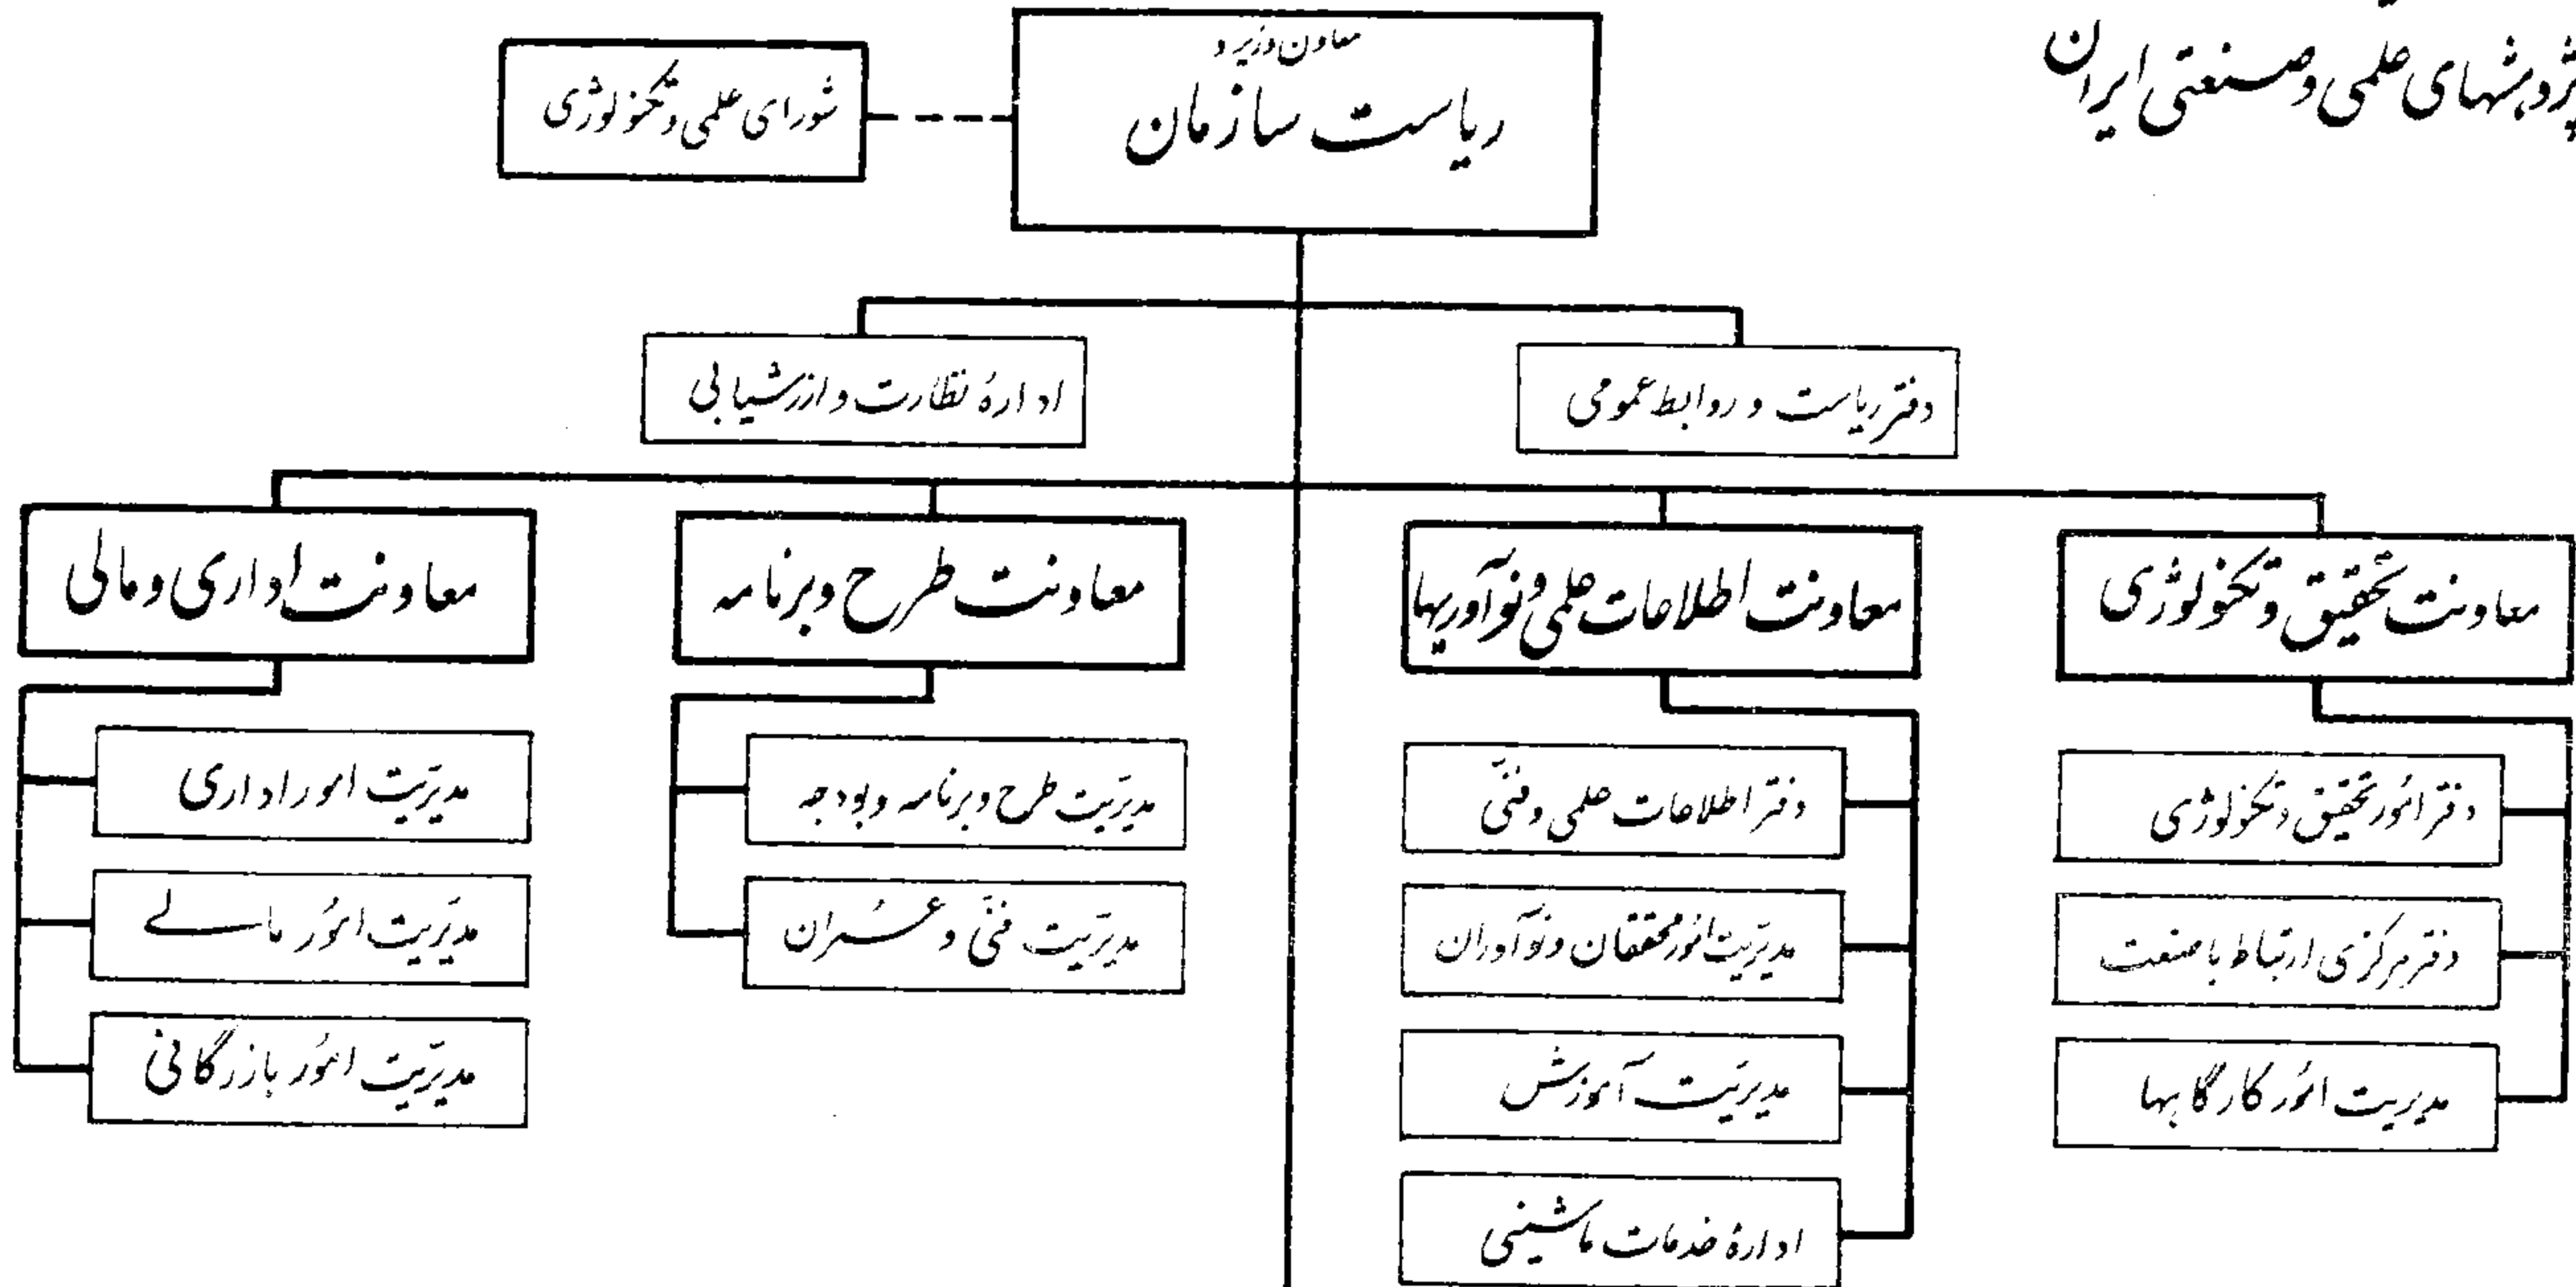 پژوهشهای علمی و صنعتی ایران
معاون وزیر و
ریاست سازمان
شورای علمی و تکنولوژی
دفتر ریاست و روابط عمومی
ادارهٔ نظارت و ارزشیابی
معاونت تحقیق و تکنولوژی
دفتر امور تحقیق و تکنولوژی
دفتر مرکزی ارتباط با صنعت
مدیریت امور کارگاهها
معاونت اطلاعات علمی و نوآوریها
دفتر اطلاعات علمی و فنّی
مدیریت امور محققان و نوآوران
مدیریت آموزش
ادارهٔ خدمات ماشینی
معاونت طرح و برنامه
مدیریت طرح و برنامه و بودجه
مدیریت فنّی و عمران
معاونت اداری و مالی
مدیریت امور اداری
مدیریت امور مالی
مدیریت امور بازرگانی